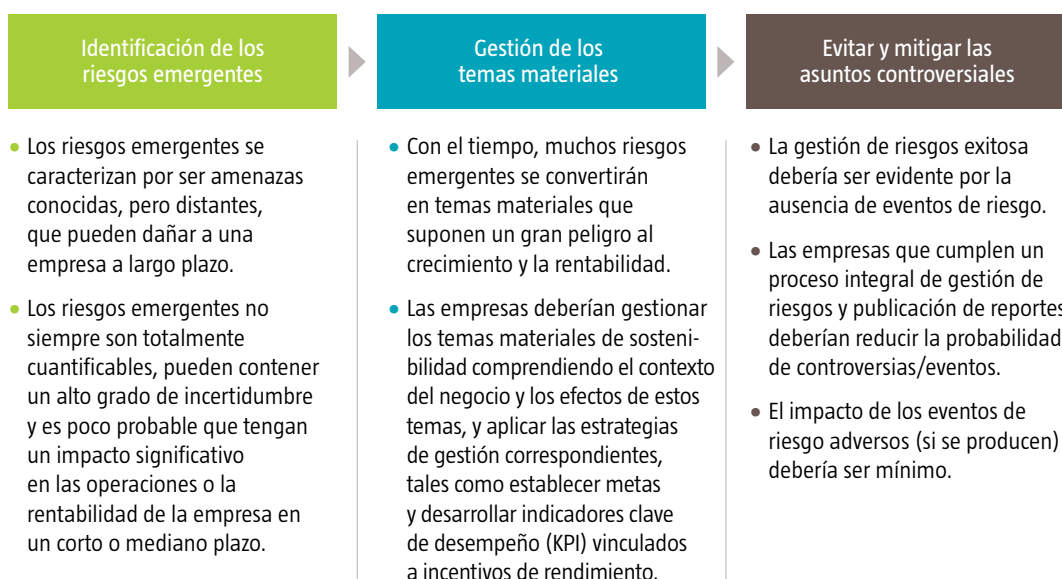 Identificación de los
riesgos emergentes
Gestión de los
temas materiales
Evitar y mitigar las
asuntos controversiales
• Los riesgos emergentes se
caracterizan por ser amenazas
conocidas, pero distantes,
que pueden dañar a una
empresa a largo plazo.
• Los riesgos emergentes no
siempre son totalmente
cuantificables, pueden contener
un alto grado de incertidumbre
y es poco probable que tengan
un impacto significativo
en las operaciones o la
rentabilidad de la empresa en
un corto o mediano plazo.
• Con el tiempo, muchos riesgos
emergentes se convertirán
en temas materiales que
suponen un gran peligro al
crecimiento y la rentabilidad.
• Las empresas deberían gestionar
los temas materiales de sosteni-
bilidad comprendiendo el contexto
del negocio y los efectos de estos
temas, y aplicar las estrategias
de gestión correspondientes,
tales como establecer metas
y desarrollar indicadores clave
de desempeño (KPI) vinculados
a incentivos de rendimiento.
• La gestión de riesgos exitosa
debería ser evidente por la
ausencia de eventos de riesgo.
• Las empresas que cumplen un
proceso integral de gestión de
riesgos y publicación de reportes
deberían reducir la probabilidad
de controversias/eventos.
• El impacto de los eventos de
riesgo adversos (si se producen)
debería ser mínimo.